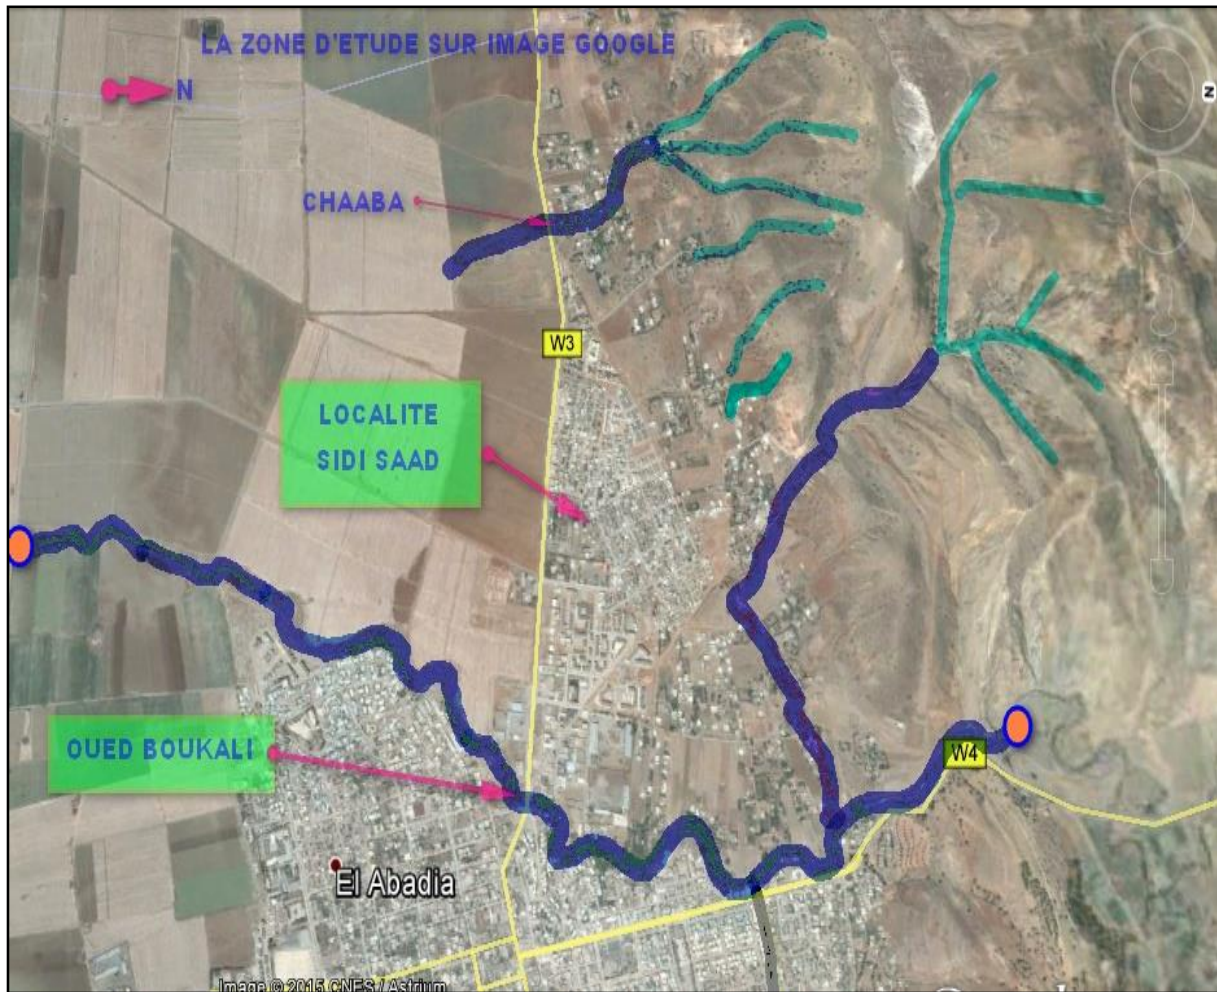 LA ZONE D'ETUDE SUR IMAGE GOOGLE
N
N
CHAABA
W3
LOCALITE
SIDI SAAD
OUED BOUKALI
W4
El Abadia
Image © 2015 CNES / Astrium